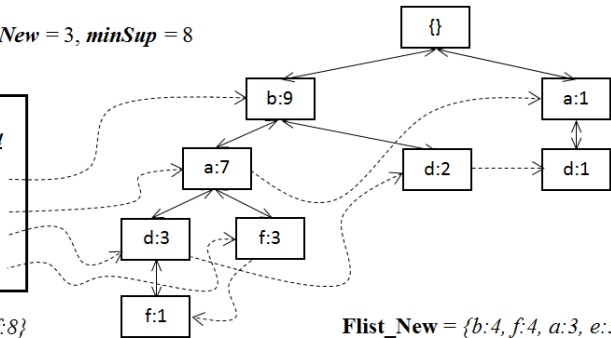 New = 3, minSup = 8
{}
b:9
a:1
a:7
d:2
d:1
d:3
f:3
f:1
f:8}
Flist_New = {b:4, f:4, a:3, e: